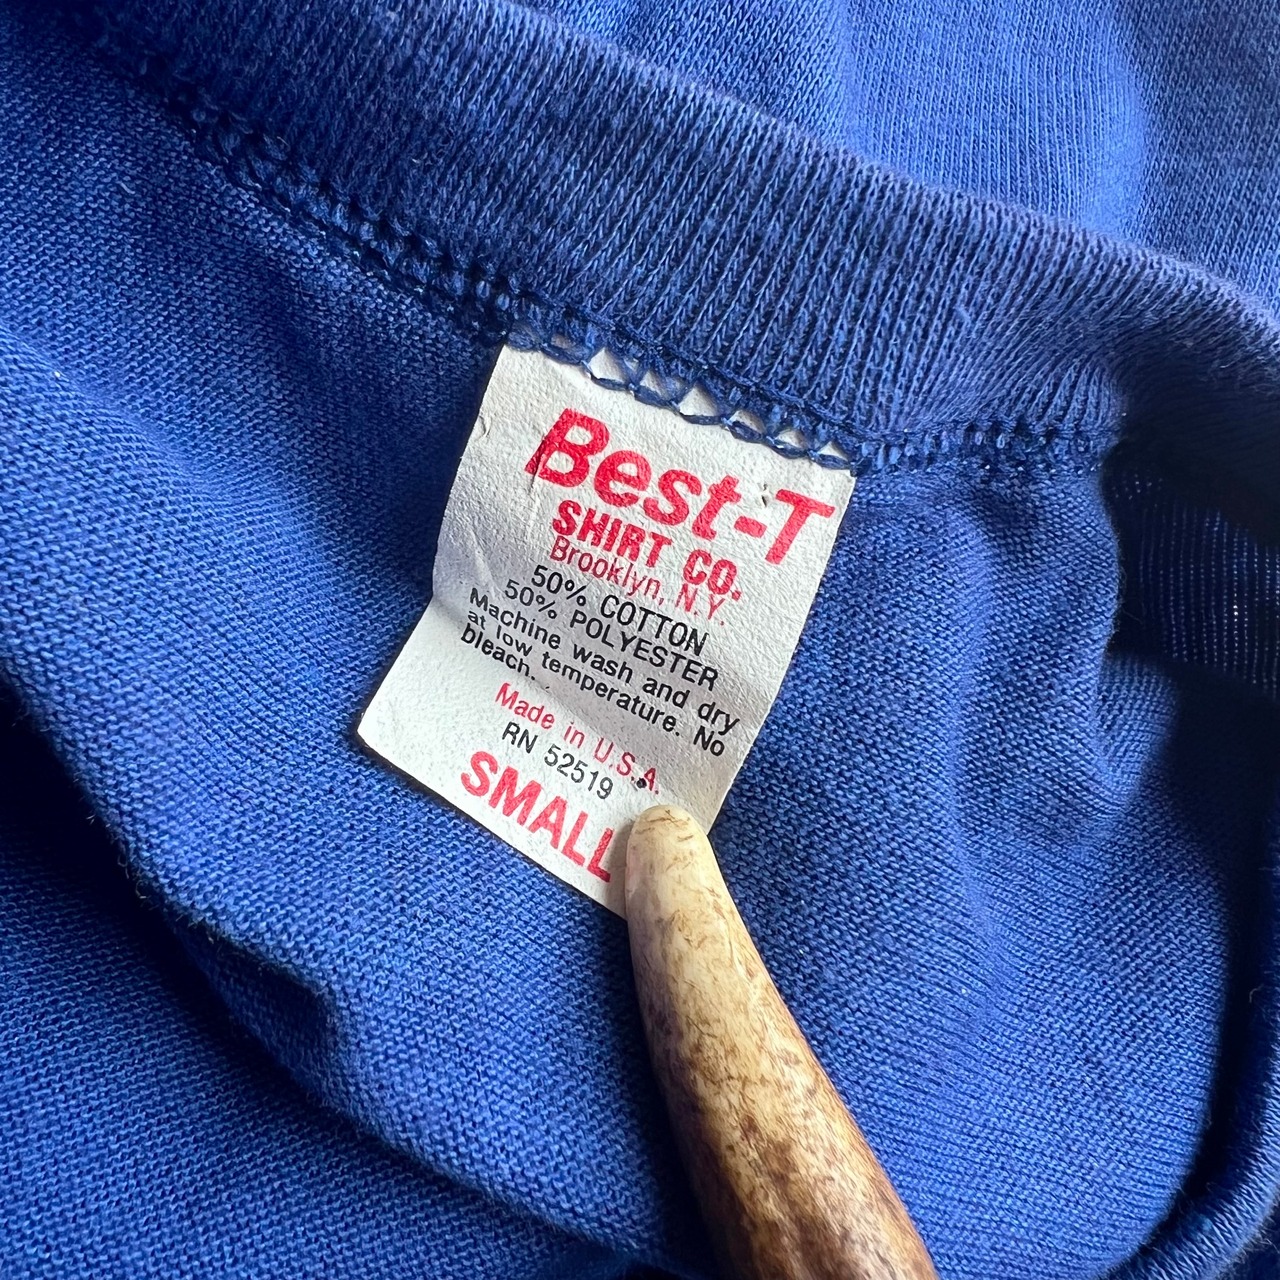 Best-T
SHIRT CO.
Brooklyn, N.Y.
50% COTTON
50% POLYESTER
Machine wash and dry
at low temperature. No
bleach.
Made in U.S.A.
RN 52519
SMALL